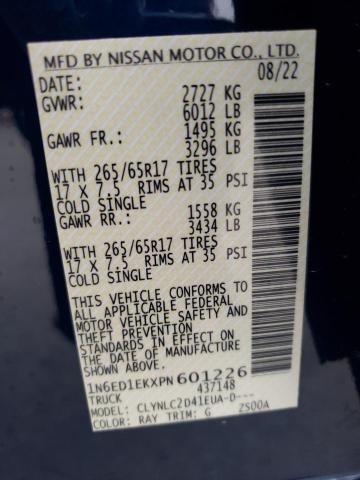 MFD BY NISSAN MOTOR CO., LTD.
DATE: 08/22
GVWR: 2727 KG
6012 LB
GAWR FR.: 1495 KG
3296 LB
WITH 265/65R17 TIRES
17 X 7.5 RIMS AT 35 PSI
COLD SINGLE
GAWR RR.: 1558 KG
3434 LB
WITH 265/65R17 TIRES
17 X 7.5 RIMS AT 35 PSI
COLD SINGLE
THIS VEHICLE CONFORMS TO
ALL APPLICABLE FEDERAL
MOTOR VEHICLE SAFETY AND
THEFT PREVENTION
STANDARDS IN EFFECT ON
THE DATE OF MANUFACTURE
SHOWN ABOVE.
1N6ED1EKXPN601226
TRUCK 437148
MODEL: CLYNLC2D41EUA-D---
COLOR: RAY TRIM: G ZS00A